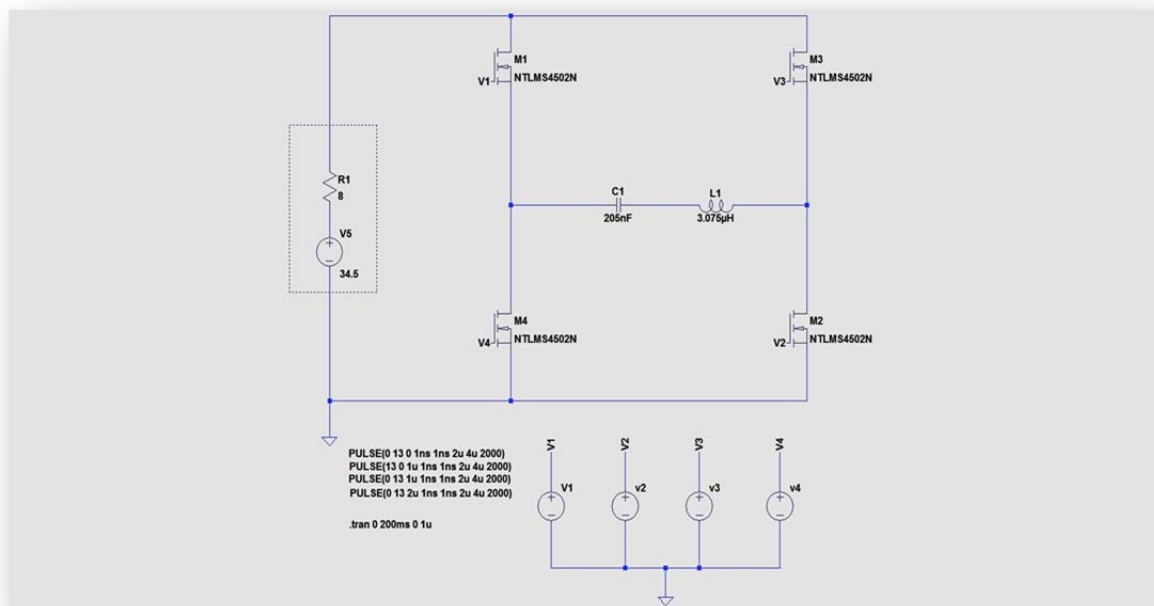 M1
NTLMS4502N
V1
M3
NTLMS4502N
V3
R1
8
V5
34.5
C1
205nF
L1
3.075µH
M4
NTLMS4502N
V4
M2
NTLMS4502N
V2
PULSE(0 13 0 1ns 1ns 2u 4u 2000)
PULSE(13 0 1u 1ns 1ns 2u 4u 2000)
PULSE(0 13 1u 1ns 1ns 2u 4u 2000)
PULSE(0 13 2u 1ns 1ns 2u 4u 2000)
.tran 0 200ms 0 1u
V1
V2
V3
V4
V1
v2
v3
v4